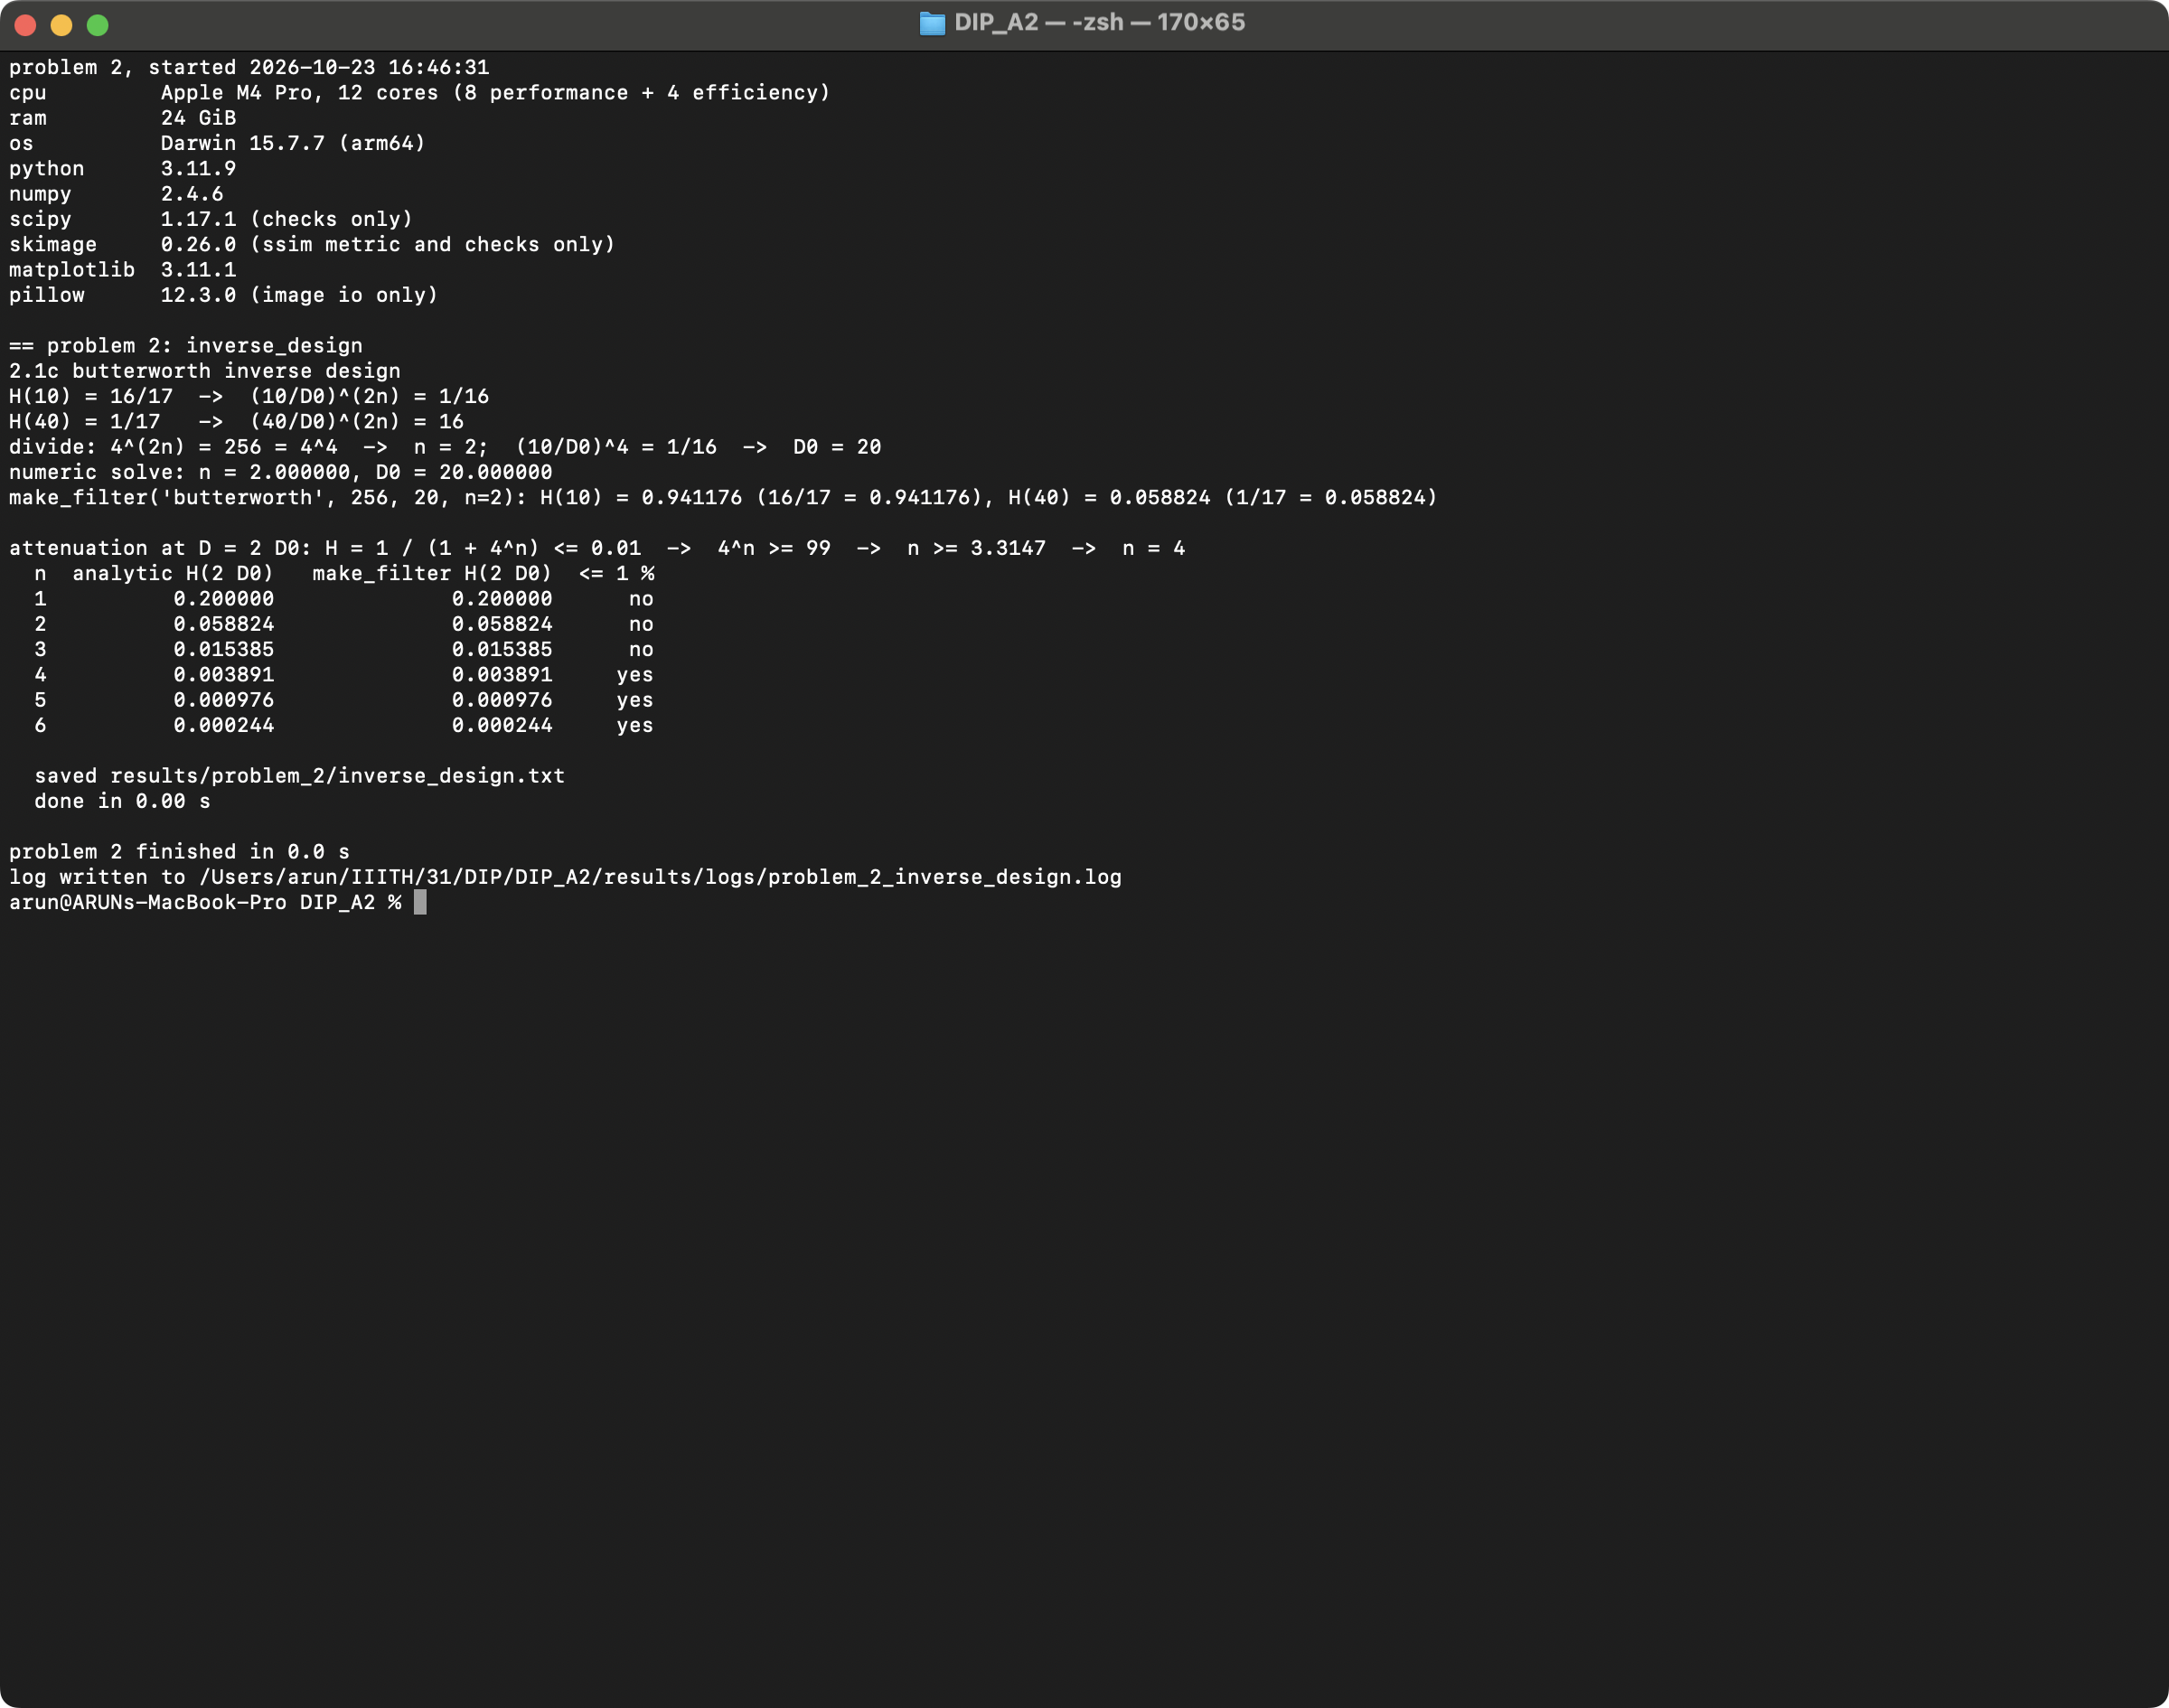 DIP_A2 — -zsh — 170×65
problem 2, started 2026-10-23 16:46:31
cpu         Apple M4 Pro, 12 cores (8 performance + 4 efficiency)
ram         24 GiB
os          Darwin 15.7.7 (arm64)
python      3.11.9
numpy       2.4.6
scipy       1.17.1 (checks only)
skimage     0.26.0 (ssim metric and checks only)
matplotlib  3.11.1
pillow      12.3.0 (image io only)

== problem 2: inverse_design
2.1c butterworth inverse design
H(10) = 16/17  ->  (10/D0)^(2n) = 1/16
H(40) = 1/17   ->  (40/D0)^(2n) = 16
divide: 4^(2n) = 256 = 4^4  ->  n = 2;  (10/D0)^4 = 1/16  ->  D0 = 20
numeric solve: n = 2.000000, D0 = 20.000000
make_filter('butterworth', 256, 20, n=2): H(10) = 0.941176 (16/17 = 0.941176), H(40) = 0.058824 (1/17 = 0.058824)

attenuation at D = 2 D0: H = 1 / (1 + 4^n) <= 0.01  ->  4^n >= 99  ->  n >= 3.3147  ->  n = 4
  n  analytic H(2 D0)   make_filter H(2 D0)  <= 1 %
  1          0.200000              0.200000      no
  2          0.058824              0.058824      no
  3          0.015385              0.015385      no
  4          0.003891              0.003891     yes
  5          0.000976              0.000976     yes
  6          0.000244              0.000244     yes

  saved results/problem_2/inverse_design.txt
  done in 0.00 s

problem 2 finished in 0.0 s
log written to /Users/arun/IIITH/31/DIP/DIP_A2/results/logs/problem_2_inverse_design.log
arun@ARUNs-MacBook-Pro DIP_A2 %